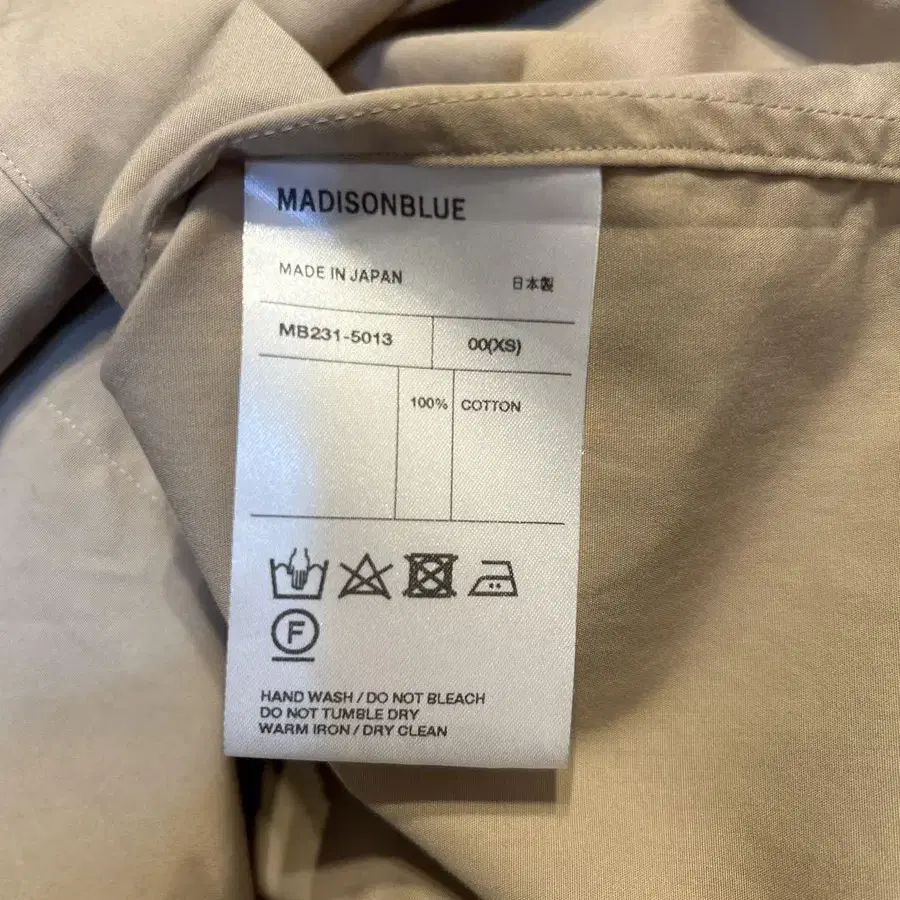 MADISONBLUE
MADE IN JAPAN 日本製
MB231-5013 00(XS)
100% COTTON
F
HAND WASH / DO NOT BLEACH
DO NOT TUMBLE DRY
WARM IRON / DRY CLEAN